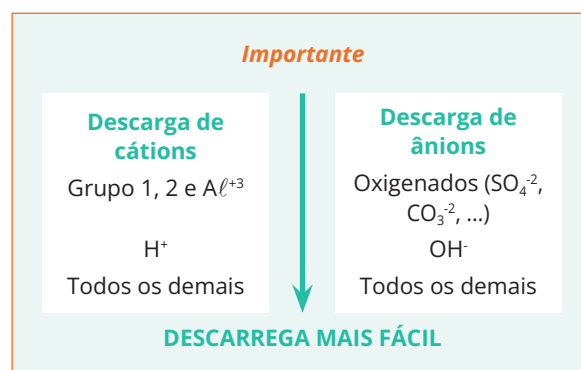 Importante
Descarga de
cátions
Grupo 1, 2 e Aℓ⁺³
H⁺
Todos os demais
Descarga de
ânions
Oxigenados (SO₄⁻²,
CO₃⁻², ...)
OH⁻
Todos os demais
DESCARREGA MAIS FÁCIL